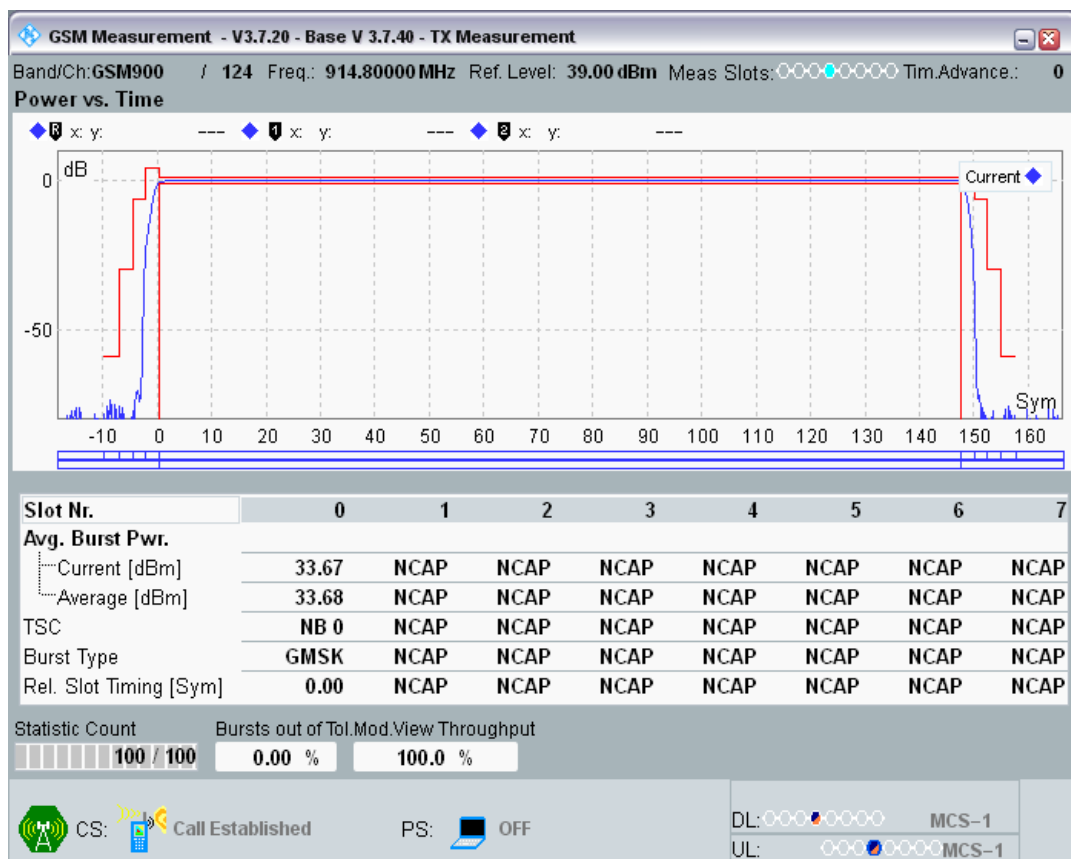 GSM Measurement - V3.7.20 - Base V 3.7.40 - TX Measurement
Band/Ch:GSM900 / 124 Freq.: 914.80000 MHz Ref. Level: 39.00 dBm Meas Slots: Tim.Advance.: 0
Power vs. Time
R x: y: --- 1 x: y: --- 2 x: y: ---
dB
Current
0
-50
Sym
-10 0 10 20 30 40 50 60 70 80 90 100 110 120 130 140 150 160
Slot Nr. 0 1 2 3 4 5 6 7
Avg. Burst Pwr.
Current [dBm] 33.67 NCAP NCAP NCAP NCAP NCAP NCAP NCAP
Average [dBm] 33.68 NCAP NCAP NCAP NCAP NCAP NCAP NCAP
TSC NB 0 NCAP NCAP NCAP NCAP NCAP NCAP NCAP
Burst Type GMSK NCAP NCAP NCAP NCAP NCAP NCAP NCAP
Rel. Slot Timing [Sym] 0.00 NCAP NCAP NCAP NCAP NCAP NCAP NCAP
Statistic Count Bursts out of Tol.Mod.View Throughput
100 / 100 0.00 % 100.0 %
CS: Call Established PS: OFF
DL: MCS-1
UL: MCS-1